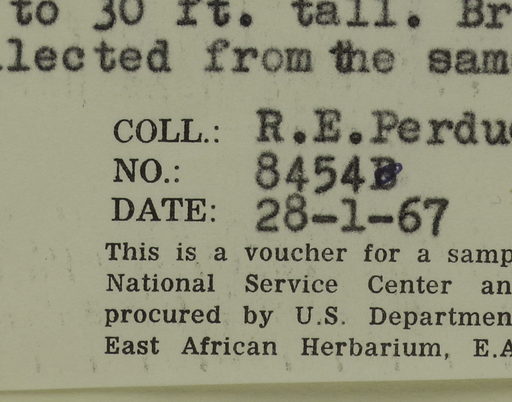 to 30 ft. tall. Br
lected from the sam
COLL.: R.E.Perdu
NO.: 8454B
DATE: 28-1-67
This is a voucher for a samp
National Service Center an
procured by U.S. Departmen
East African Herbarium, E.A